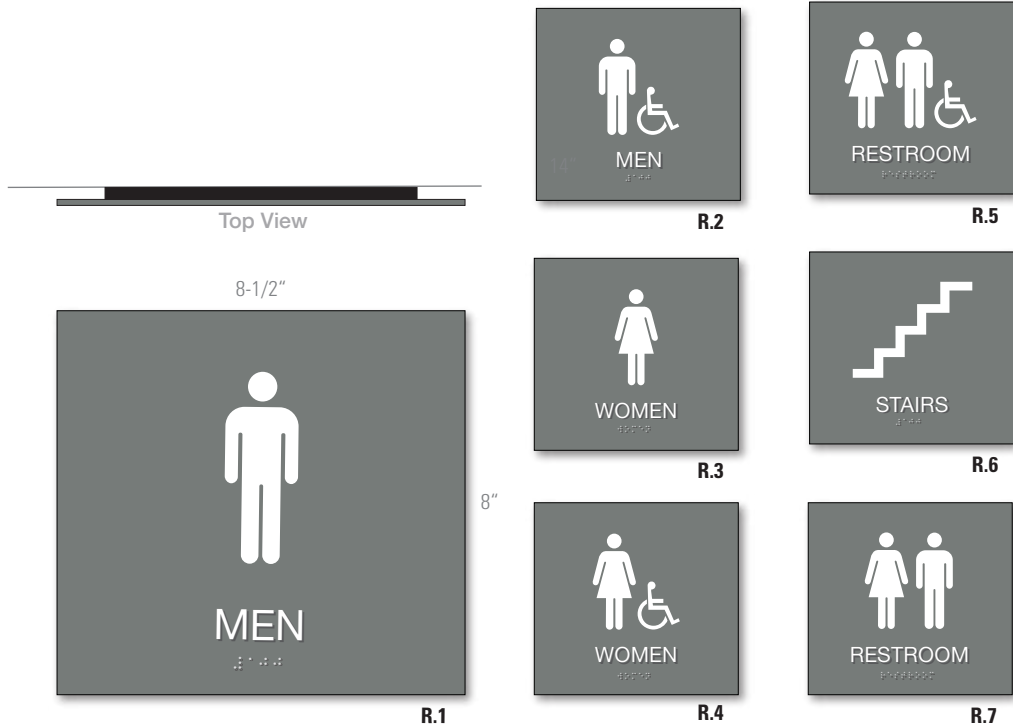 Top View
8-1/2“
MEN
8“
R.1
14"
MEN
R.2
WOMEN
R.3
WOMEN
R.4
RESTROOM
R.5
STAIRS
R.6
RESTROOM
R.7